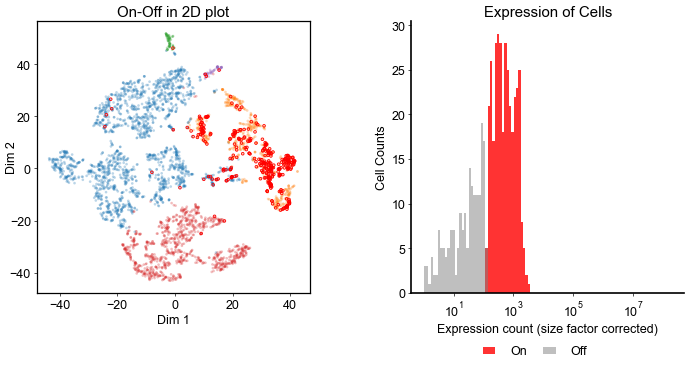 On-Off in 2D plot
Dim 2
40
20
0
−20
−40
−40 −20 0 20 40
Dim 1
Expression of Cells
Cell Counts
30
25
20
15
10
5
0
10^1 10^3 10^5 10^7
Expression count (size factor corrected)
On Off